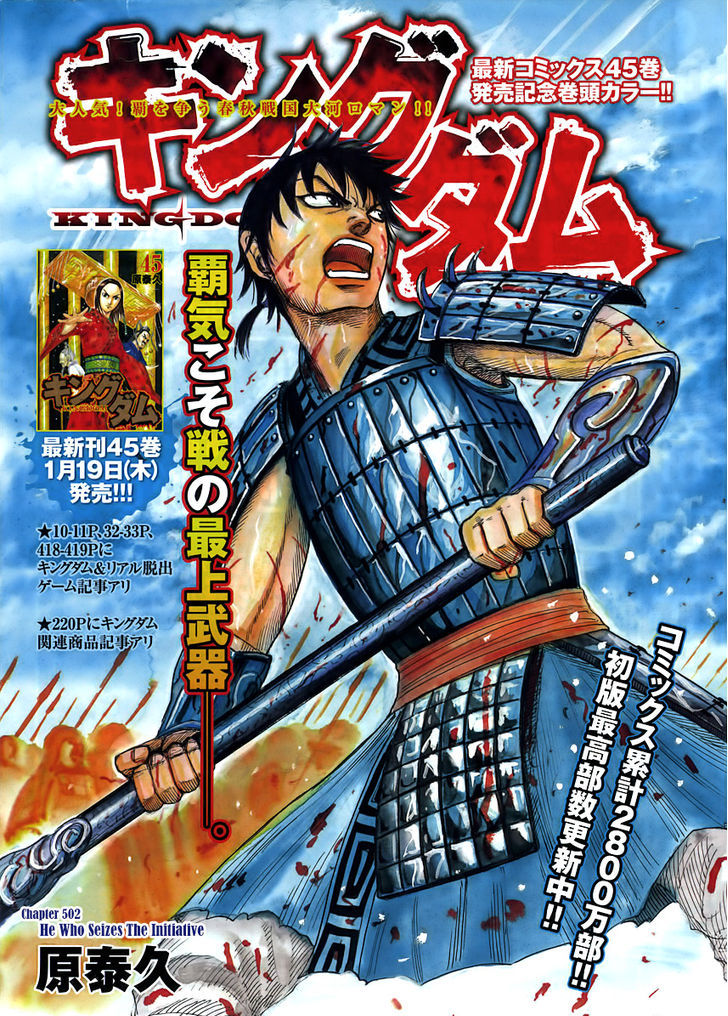 キングダム
KINGDO
大人気！覇を争う春秋戦国大河ロマン!!
最新コミックス45巻
発売記念巻頭カラー!!
覇気こそ戦の最上武器——。
45
原泰久
キングダム
最新刊45巻
1月19日(木)
発売!!!
★10-11P、32-33P、
418-419Pに
キングダム&リアル脱出
ゲーム記事アリ
★220Pにキングダム
関連商品記事アリ
コミックス累計2800万部!!
初版最高部数更新中!!
Chapter 502
He Who Seizes The Initiative
原泰久